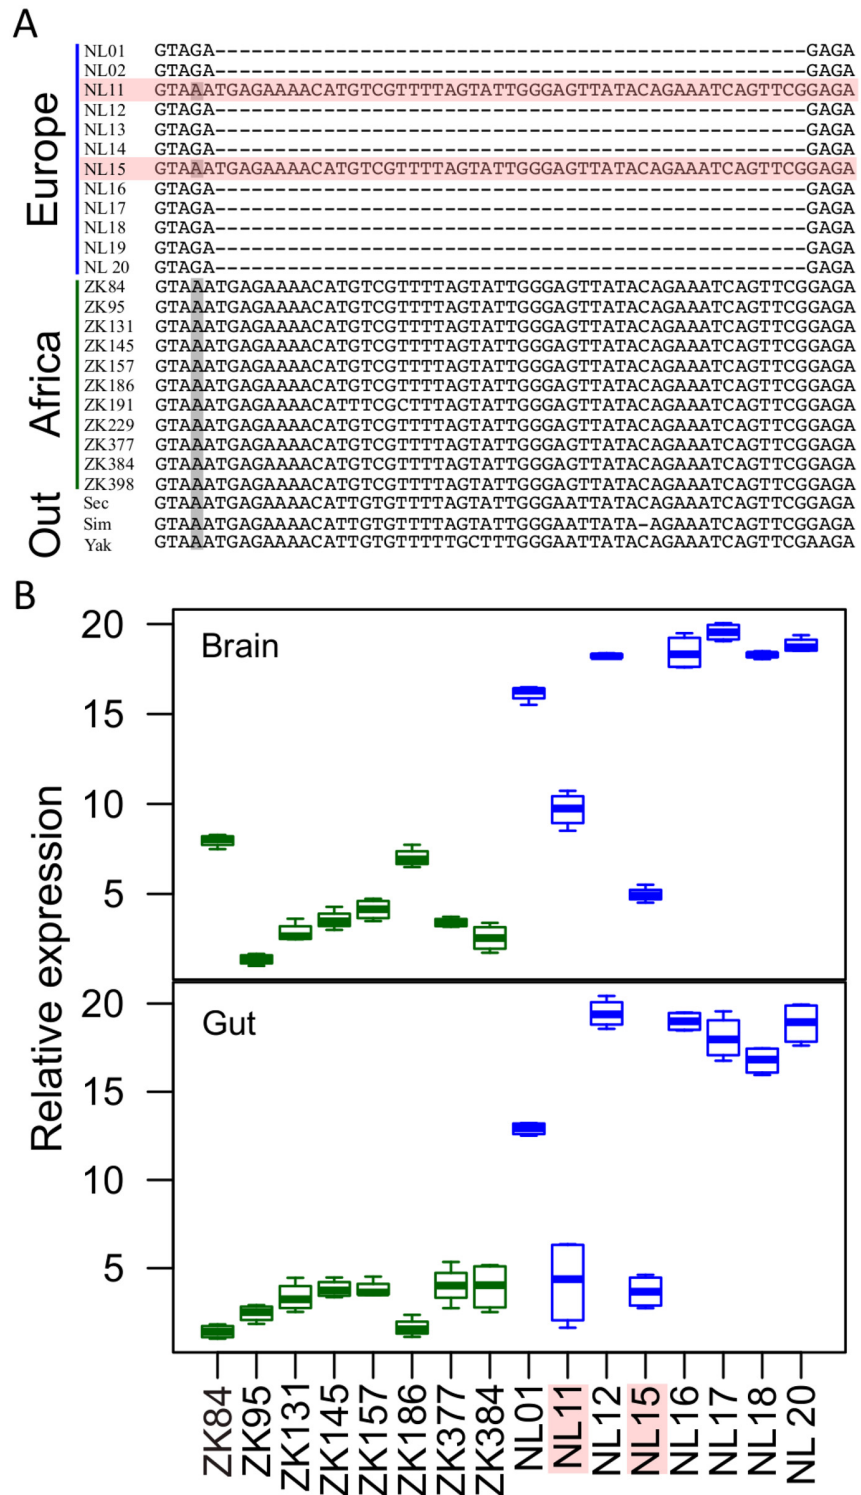 A
Europe
NL01 GTAGA-------------------------------------------------GAGA
NL02 GTAGA-------------------------------------------------GAGA
NL11 GTAAATGAGAAAACATGTCGTTTTAGTATTGGGAGTTATACAGAAATCAGTTCGGAGA
NL12 GTAGA-------------------------------------------------GAGA
NL13 GTAGA-------------------------------------------------GAGA
NL14 GTAGA-------------------------------------------------GAGA
NL15 GTAAATGAGAAAACATGTCGTTTTAGTATTGGGAGTTATACAGAAATCAGTTCGGAGA
NL16 GTAGA-------------------------------------------------GAGA
NL17 GTAGA-------------------------------------------------GAGA
NL18 GTAGA-------------------------------------------------GAGA
NL19 GTAGA-------------------------------------------------GAGA
NL 20 GTAGA-------------------------------------------------GAGA
Africa
ZK84 GTAAATGAGAAAACATGTCGTTTTAGTATTGGGAGTTATACAGAAATCAGTTCGGAGA
ZK95 GTAAATGAGAAAACATGTCGTTTTAGTATTGGGAGTTATACAGAAATCAGTTCGGAGA
ZK131 GTAAATGAGAAAACATGTCGTTTTAGTATTGGGAGTTATACAGAAATCAGTTCGGAGA
ZK145 GTAAATGAGAAAACATGTCGTTTTAGTATTGGGAGTTATACAGAAATCAGTTCGGAGA
ZK157 GTAAATGAGAAAACATGTCGTTTTAGTATTGGGAGTTATACAGAAATCAGTTCGGAGA
ZK186 GTAAATGAGAAAACATGTCGTTTTAGTATTGGGAGTTATACAGAAATCAGTTCGGAGA
ZK191 GTAAATGAGAAAACATTTCGCTTTAGTATTGGGAGTTATACAGAAATCAGTTCGGAGA
ZK229 GTAAATGAGAAAACATGTCGTTTTAGTATTGGGAGTTATACAGAAATCAGTTCGGAGA
ZK377 GTAAATGAGAAAACATGTCGTTTTAGTATTGGGAGTTATACAGAAATCAGTTCGGAGA
ZK384 GTAAATGAGAAAACATGTCGTTTTAGTATTGGGAGTTATACAGAAATCAGTTCGGAGA
ZK398 GTAAATGAGAAAACATGTCGTTTTAGTATTGGGAGTTATACAGAAATCAGTTCGGAGA
Out
Sec GTAAATGAGAAAACATTGTGTTTTAGTATTGGGAATTATACAGAAATCAGTTCGGAGA
Sim GTAAATGAGAAAACATTGTGTTTTAGTATTGGGAATTATA-AGAAATCAGTTCGGAGA
Yak GTAAATGAGAAAACATTGTGTTTTTGCTTTGGGAATTATACAGAAATCAGTTCGAAGA
B
Relative expression
Brain
20
15
10
5
Gut
20
15
10
5
ZK84 ZK95 ZK131 ZK145 ZK157 ZK186 ZK377 ZK384 NL01 NL11 NL12 NL15 NL16 NL17 NL18 NL 20